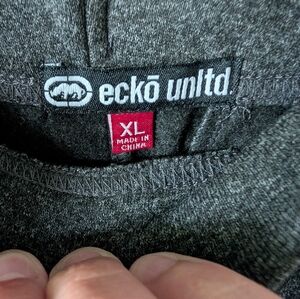 eckō unltd.
XL
MADE IN
CHINA